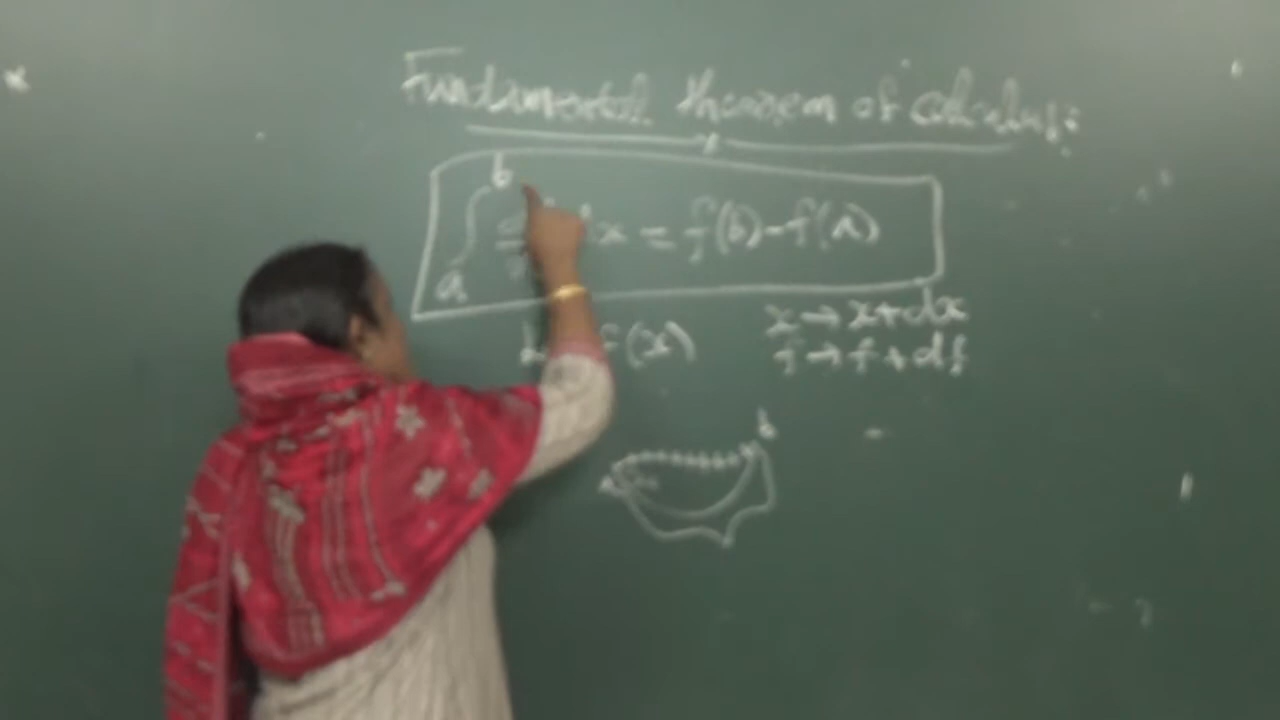 Fundamental theorem of calculus:
b
∫ dx = f(b)-f(a)
a
f(x)
x → x+dx
f → f+df
b
a